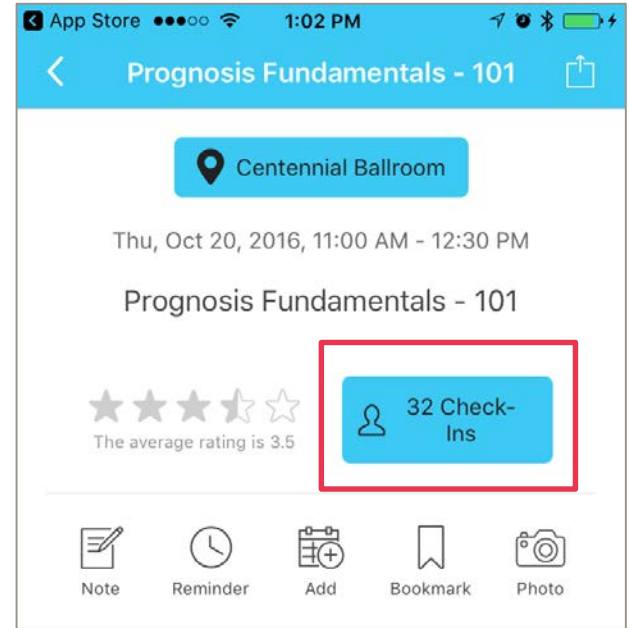 App Store 1:02 PM
Prognosis Fundamentals - 101
Centennial Ballroom
Thu, Oct 20, 2016, 11:00 AM - 12:30 PM
Prognosis Fundamentals - 101
32 Check-
Ins
The average rating is 3.5
Note Reminder Add Bookmark Photo